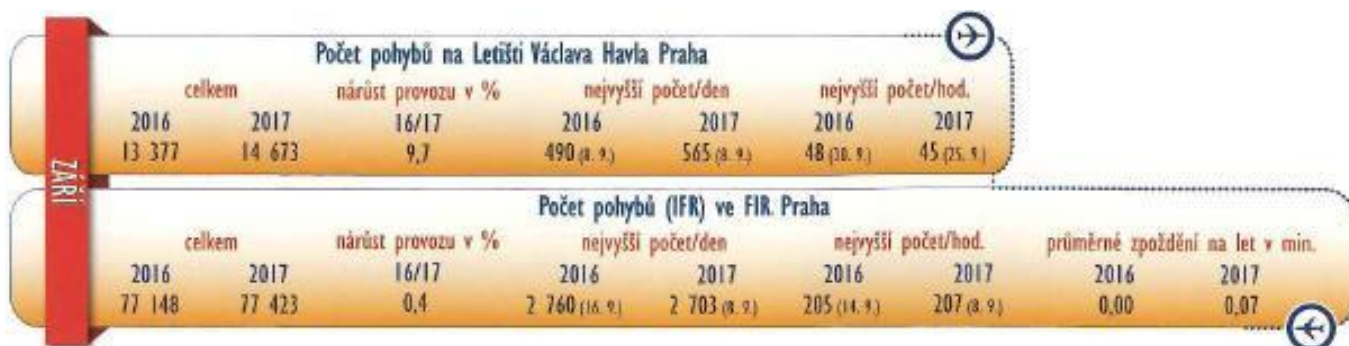 ZÁŘÍ
Počet pohybů na Letišti Václava Havla Praha
celkem nárůst provozu v % nejvyšší počet/den nejvyšší počet/hod.
2016 2017 16/17 2016 2017 2016 2017
13 377 14 673 9,7 490 (8. 9.) 565 (8. 9.) 48 (30. 9.) 45 (25. 9.)
Počet pohybů (IFR) ve FIR Praha
celkem nárůst provozu v % nejvyšší počet/den nejvyšší počet/hod. průměrné zpoždění na let v min.
2016 2017 16/17 2016 2017 2016 2017 2016 2017
77 148 77 423 0,4 2 760 (16. 9.) 2 703 (8. 9.) 205 (14. 9.) 207 (8. 9.) 0,00 0,07